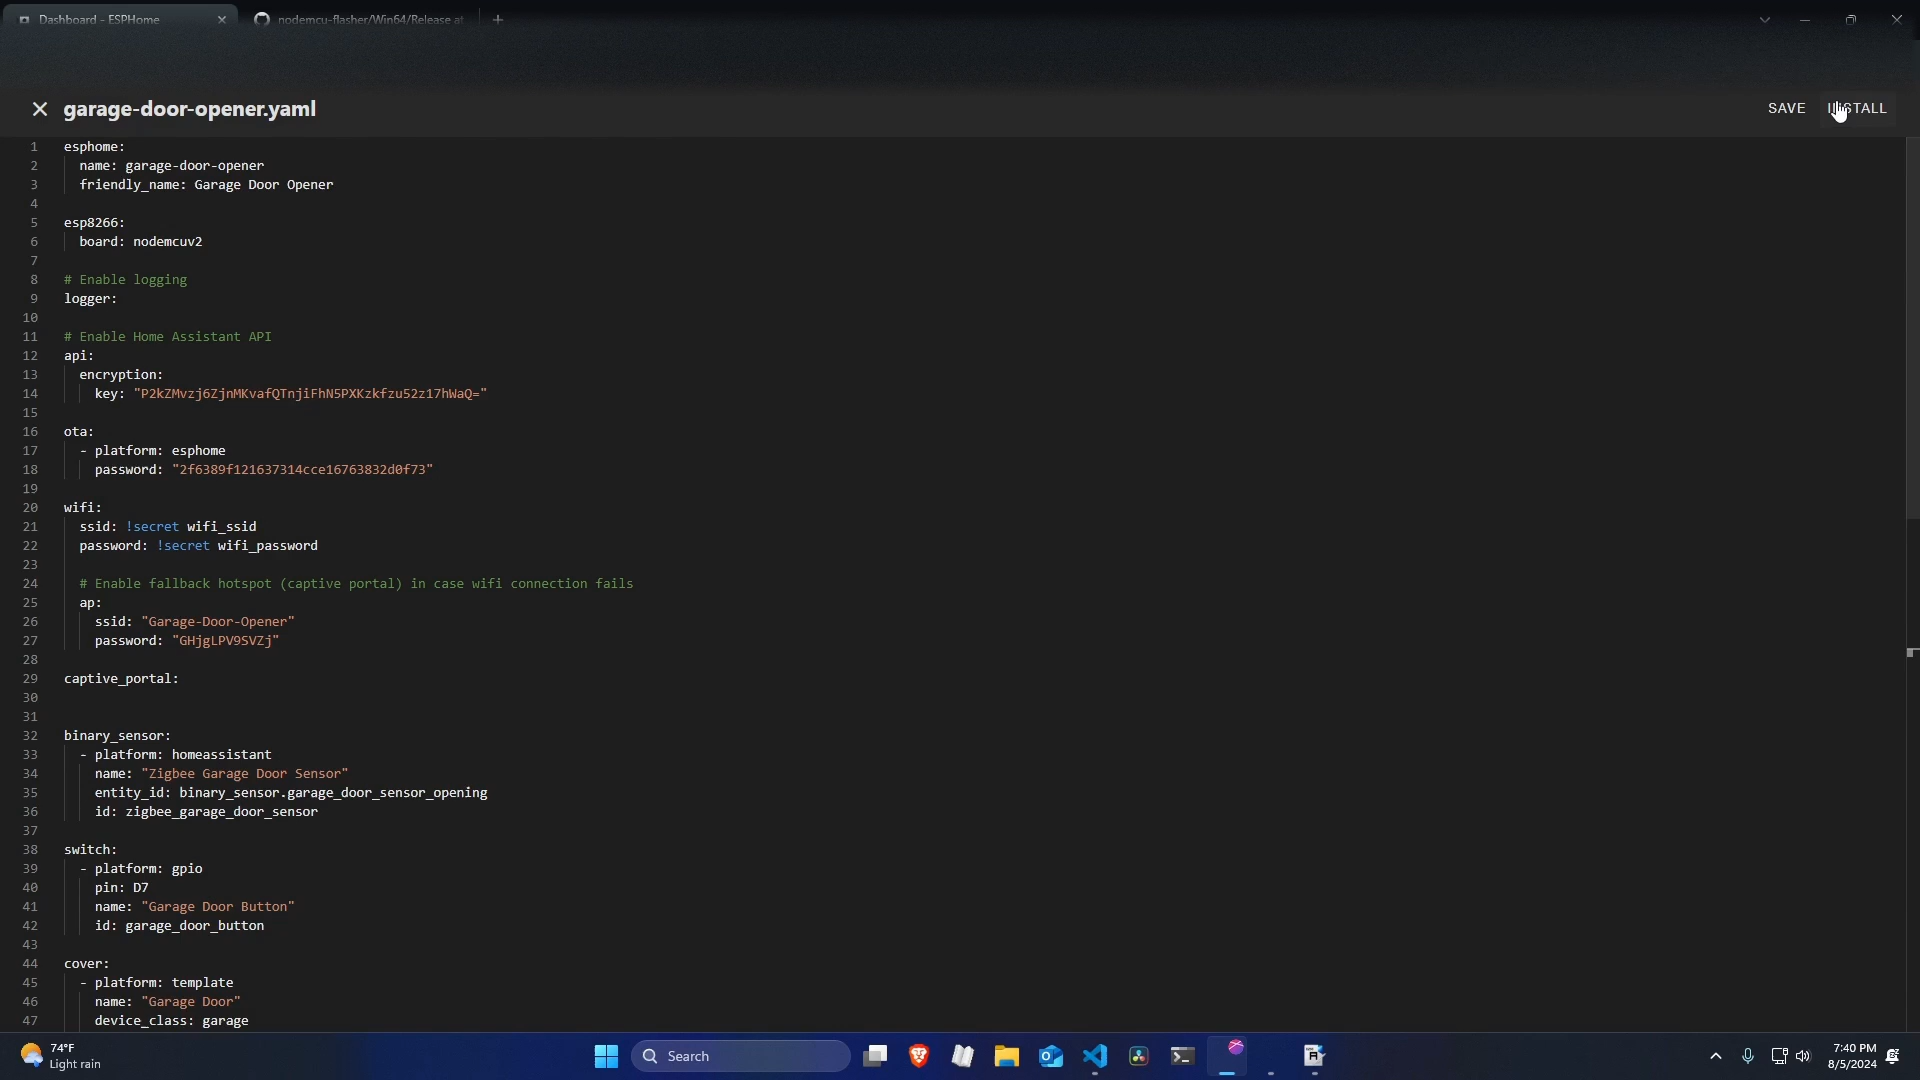 Dashboard - ESPHome
nodemcu-flasher/Win64/Release at
garage-door-opener.yaml
SAVE
INSTALL
1 esphome:
2 name: garage-door-opener
3 friendly_name: Garage Door Opener
4
5 esp8266:
6 board: nodemcuv2
7
8 # Enable logging
9 logger:
10
11 # Enable Home Assistant API
12 api:
13 encryption:
14 key: "P2kZMvzj6ZjnMKvafQTnjiFhN5PXKzkfzu52z17hWaQ="
15
16 ota:
17 - platform: esphome
18 password: "2f6389f121637314cce16763832d0f73"
19
20 wifi:
21 ssid: !secret wifi_ssid
22 password: !secret wifi_password
23
24 # Enable fallback hotspot (captive portal) in case wifi connection fails
25 ap:
26 ssid: "Garage-Door-Opener"
27 password: "GHjgLPV9SVZj"
28
29 captive_portal:
30
31
32 binary_sensor:
33 - platform: homeassistant
34 name: "Zigbee Garage Door Sensor"
35 entity_id: binary_sensor.garage_door_sensor_opening
36 id: zigbee_garage_door_sensor
37
38 switch:
39 - platform: gpio
40 pin: D7
41 name: "Garage Door Button"
42 id: garage_door_button
43
44 cover:
45 - platform: template
46 name: "Garage Door"
47 device_class: garage
74°F
Light rain
Search
7:40 PM
8/5/2024